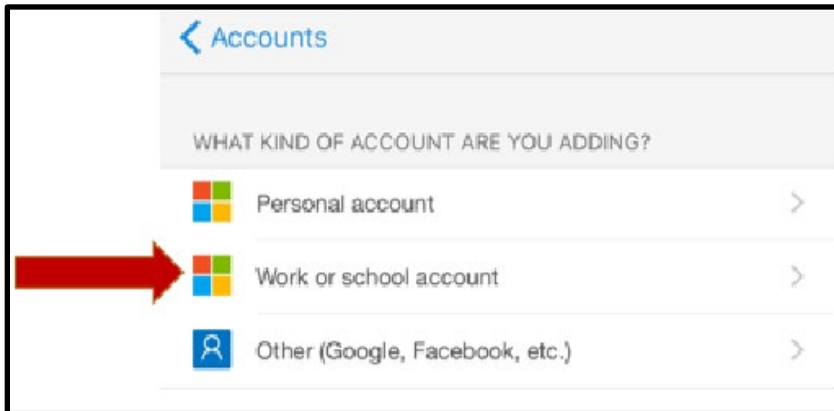 Accounts
WHAT KIND OF ACCOUNT ARE YOU ADDING?
Personal account
Work or school account
Other (Google, Facebook, etc.)